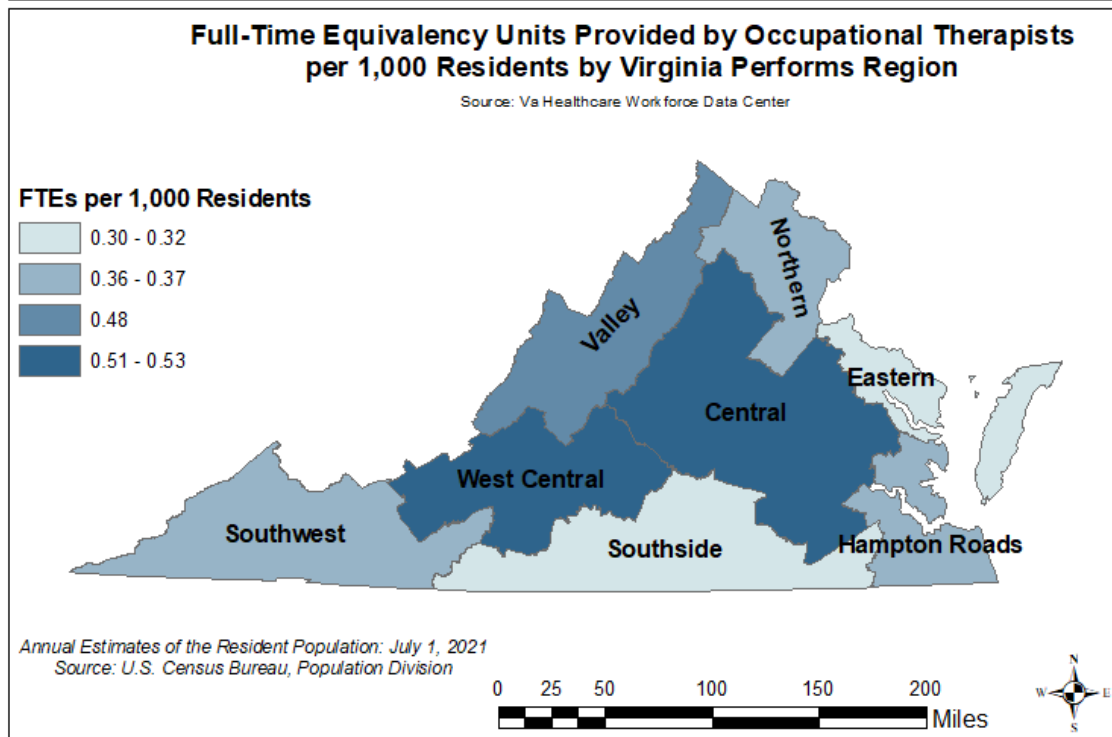 Full-Time Equivalency Units Provided by Occupational Therapists
per 1,000 Residents by Virginia Performs Region
Source: Va Healthcare Workforce Data Center
FTEs per 1,000 Residents
0.30 - 0.32
0.36 - 0.37
0.48
0.51 - 0.53
Northern
Valley
Eastern
Central
West Central
Southwest
Southside
Hampton Roads
Annual Estimates of the Resident Population: July 1, 2021
Source: U.S. Census Bureau, Population Division
0 25 50 100 150 200
Miles
N
W E
S